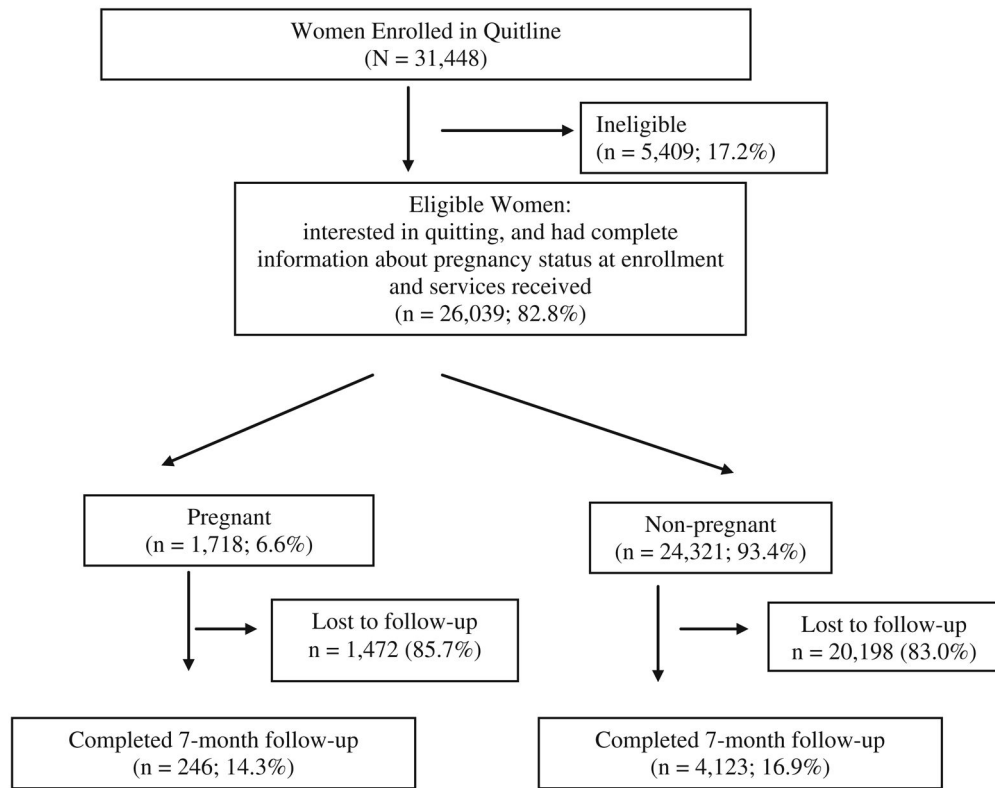 Women Enrolled in Quitline
(N = 31,448)
Ineligible
(n = 5,409; 17.2%)
Eligible Women:
interested in quitting, and had complete
information about pregnancy status at enrollment
and services received
(n = 26,039; 82.8%)
Pregnant
(n = 1,718; 6.6%)
Non-pregnant
(n = 24,321; 93.4%)
Lost to follow-up
n = 1,472 (85.7%)
Lost to follow-up
n = 20,198 (83.0%)
Completed 7-month follow-up
(n = 246; 14.3%)
Completed 7-month follow-up
(n = 4,123; 16.9%)